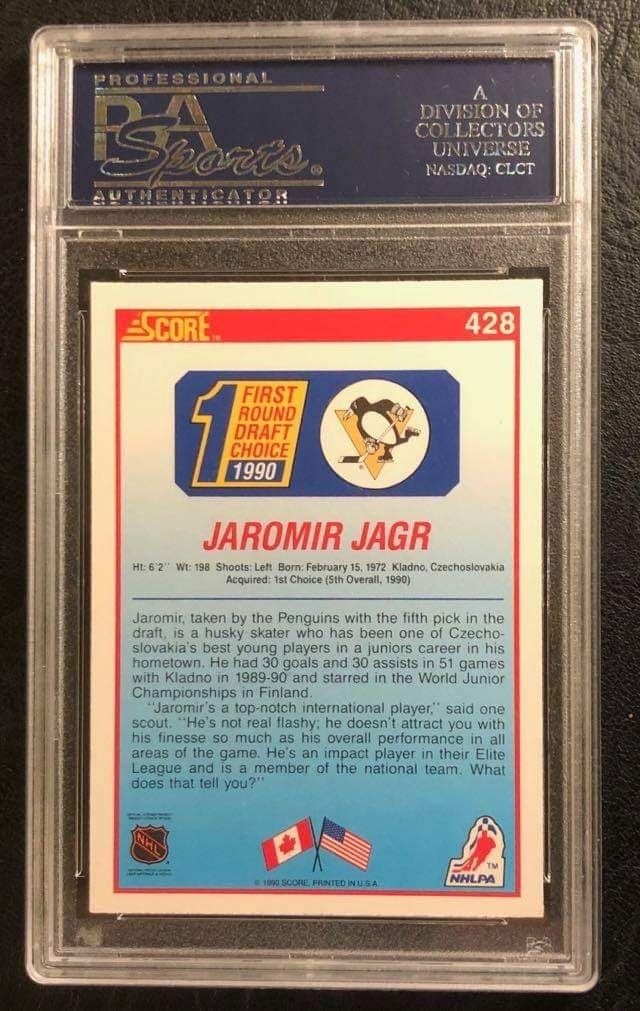 PROFESSIONAL
PSA
Sports®
AUTHENTICATOR
A
DIVISION OF
COLLECTORS
UNIVERSE
NASDAQ: CLCT
SCORE™
428
1
FIRST
ROUND
DRAFT
CHOICE
1990
JAROMIR JAGR
Ht: 6'2'' Wt: 198 Shoots: Left Born: February 15, 1972 Kladno, Czechoslovakia
Acquired: 1st Choice (5th Overall, 1990)
Jaromir, taken by the Penguins with the fifth pick in the
draft, is a husky skater who has been one of Czecho-
slovakia's best young players in a juniors career in his
hometown. He had 30 goals and 30 assists in 51 games
with Kladno in 1989-90 and starred in the World Junior
Championships in Finland.
''Jaromir's a top-notch international player,'' said one
scout. ''He's not real flashy; he doesn't attract you with
his finesse so much as his overall performance in all
areas of the game. He's an impact player in their Elite
League and is a member of the national team. What
does that tell you?''
NHL
TM
NHLPA
© 1990 SCORE, PRINTED IN U.S.A.